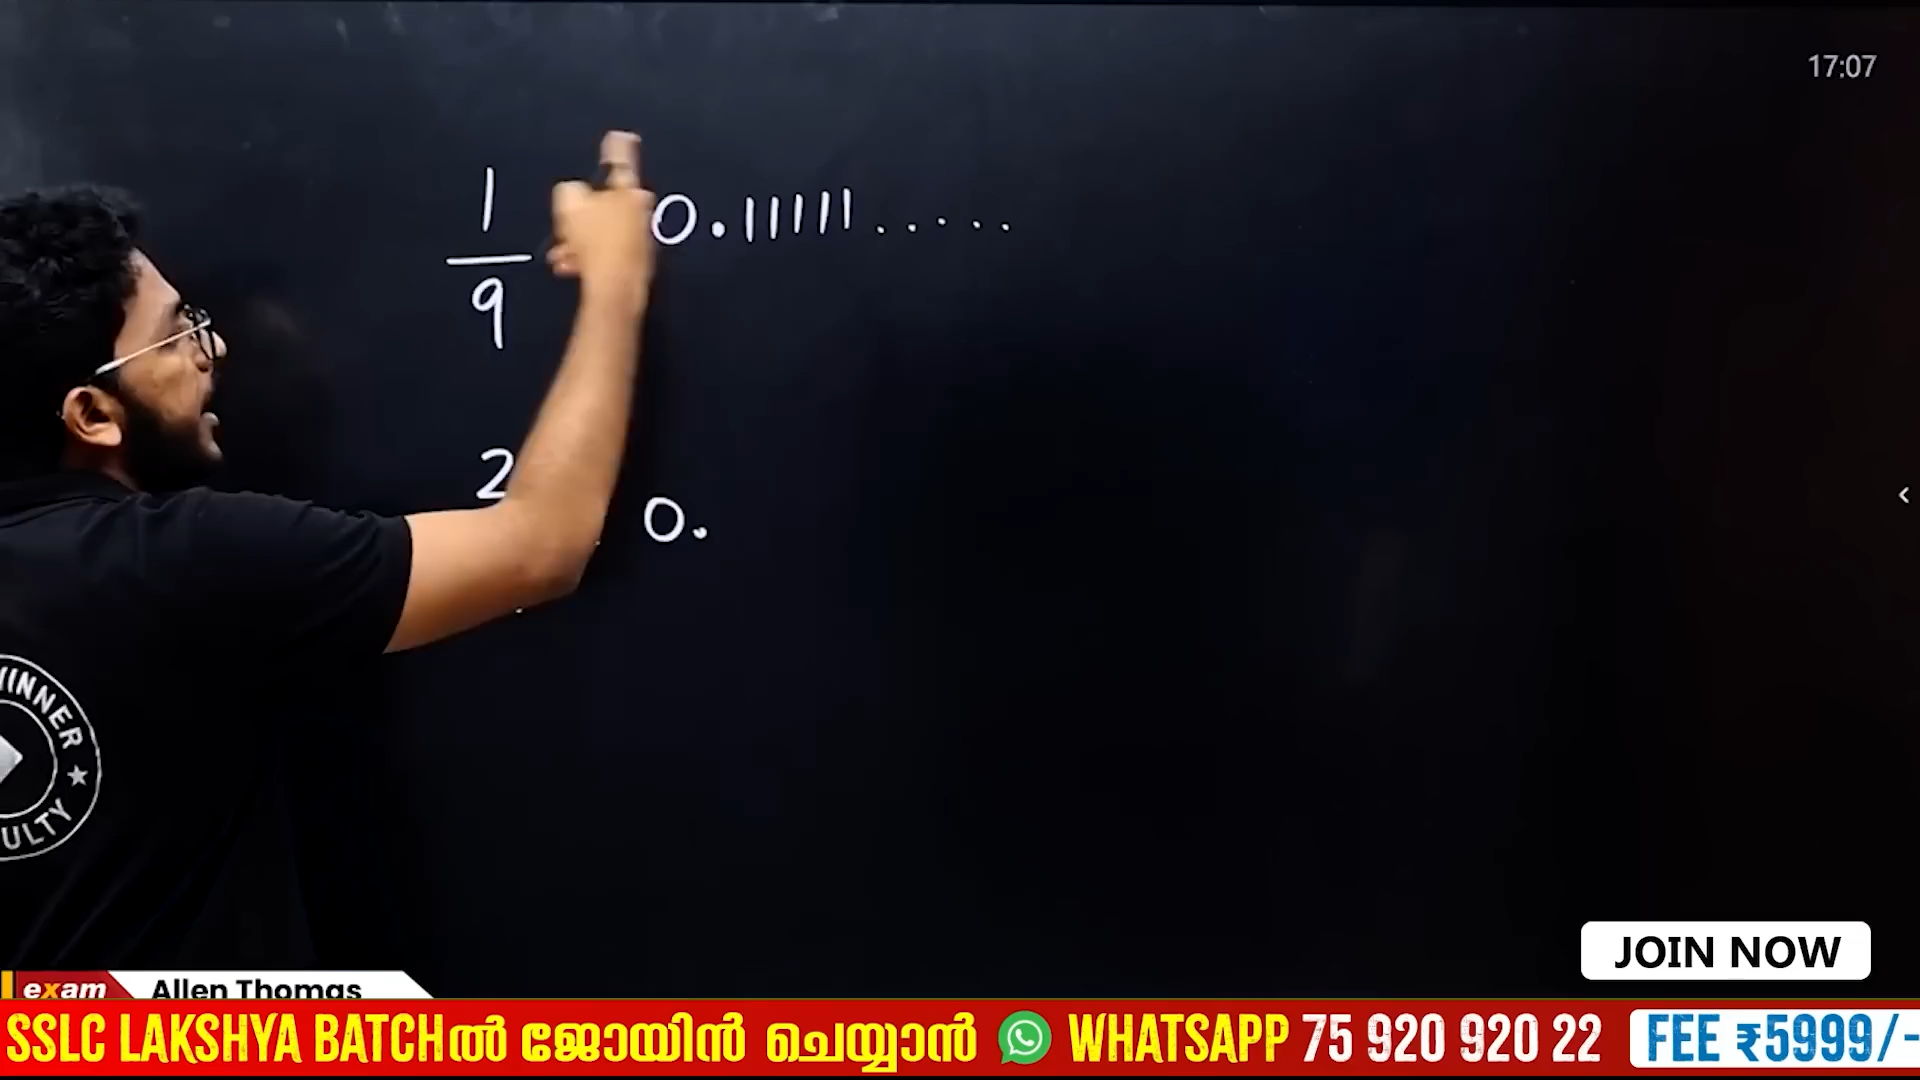 17:07
1
9
0.11111.....
2
0.
INNER
ULTY
JOIN NOW
exam
Allen Thomas
SSLC LAKSHYA BATCHൽ ജോയിൻ ചെയ്യാൻ WHATSAPP 75 920 920 22 FEE ₹5999/-